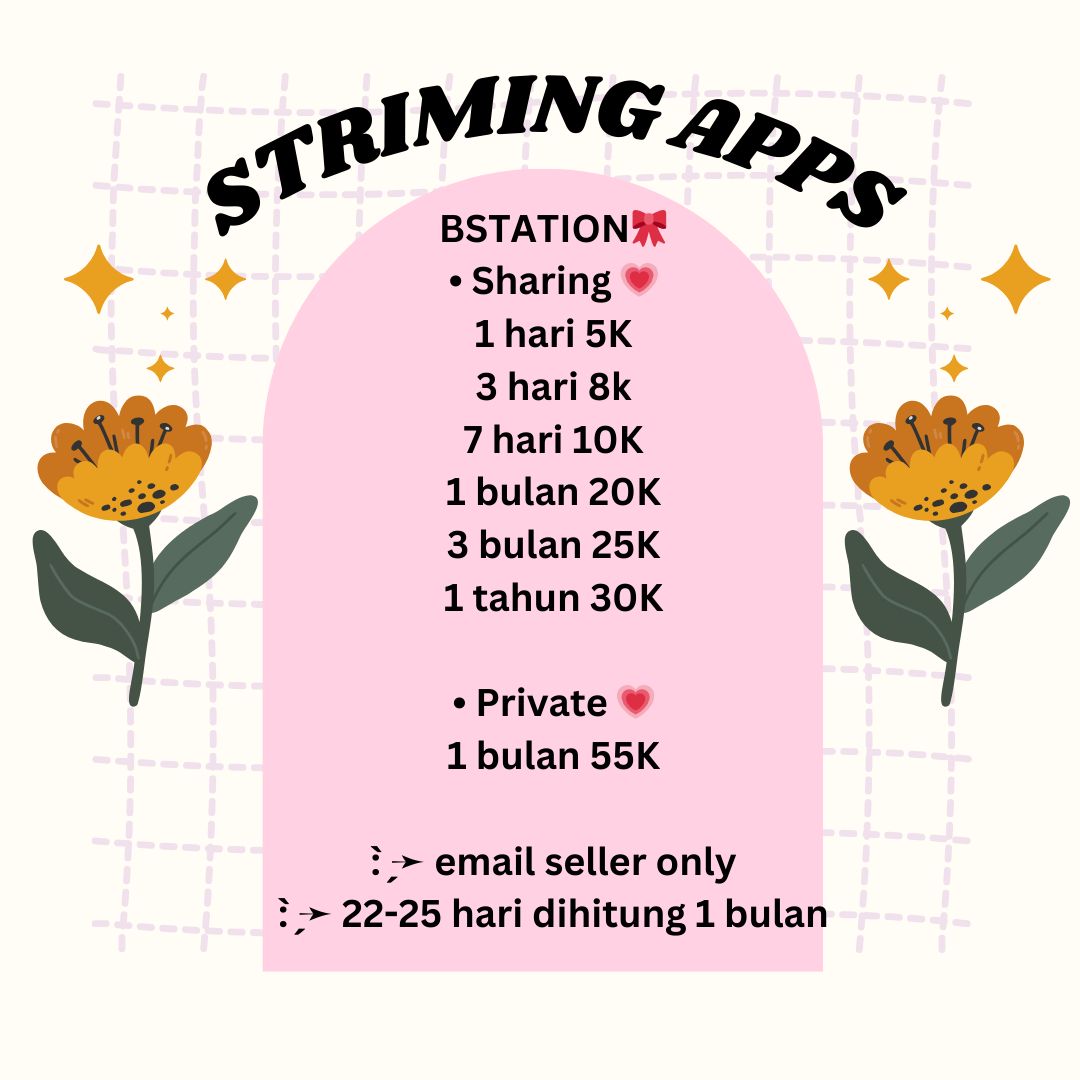 STRIMING APPS
BSTATION🎀
• Sharing 💗
1 hari 5K
3 hari 8k
7 hari 10K
1 bulan 20K
3 bulan 25K
1 tahun 30K
• Private 💗
1 bulan 55K
⋮ ˏ➛ email seller only
⋮ ˏ➛ 22-25 hari dihitung 1 bulan